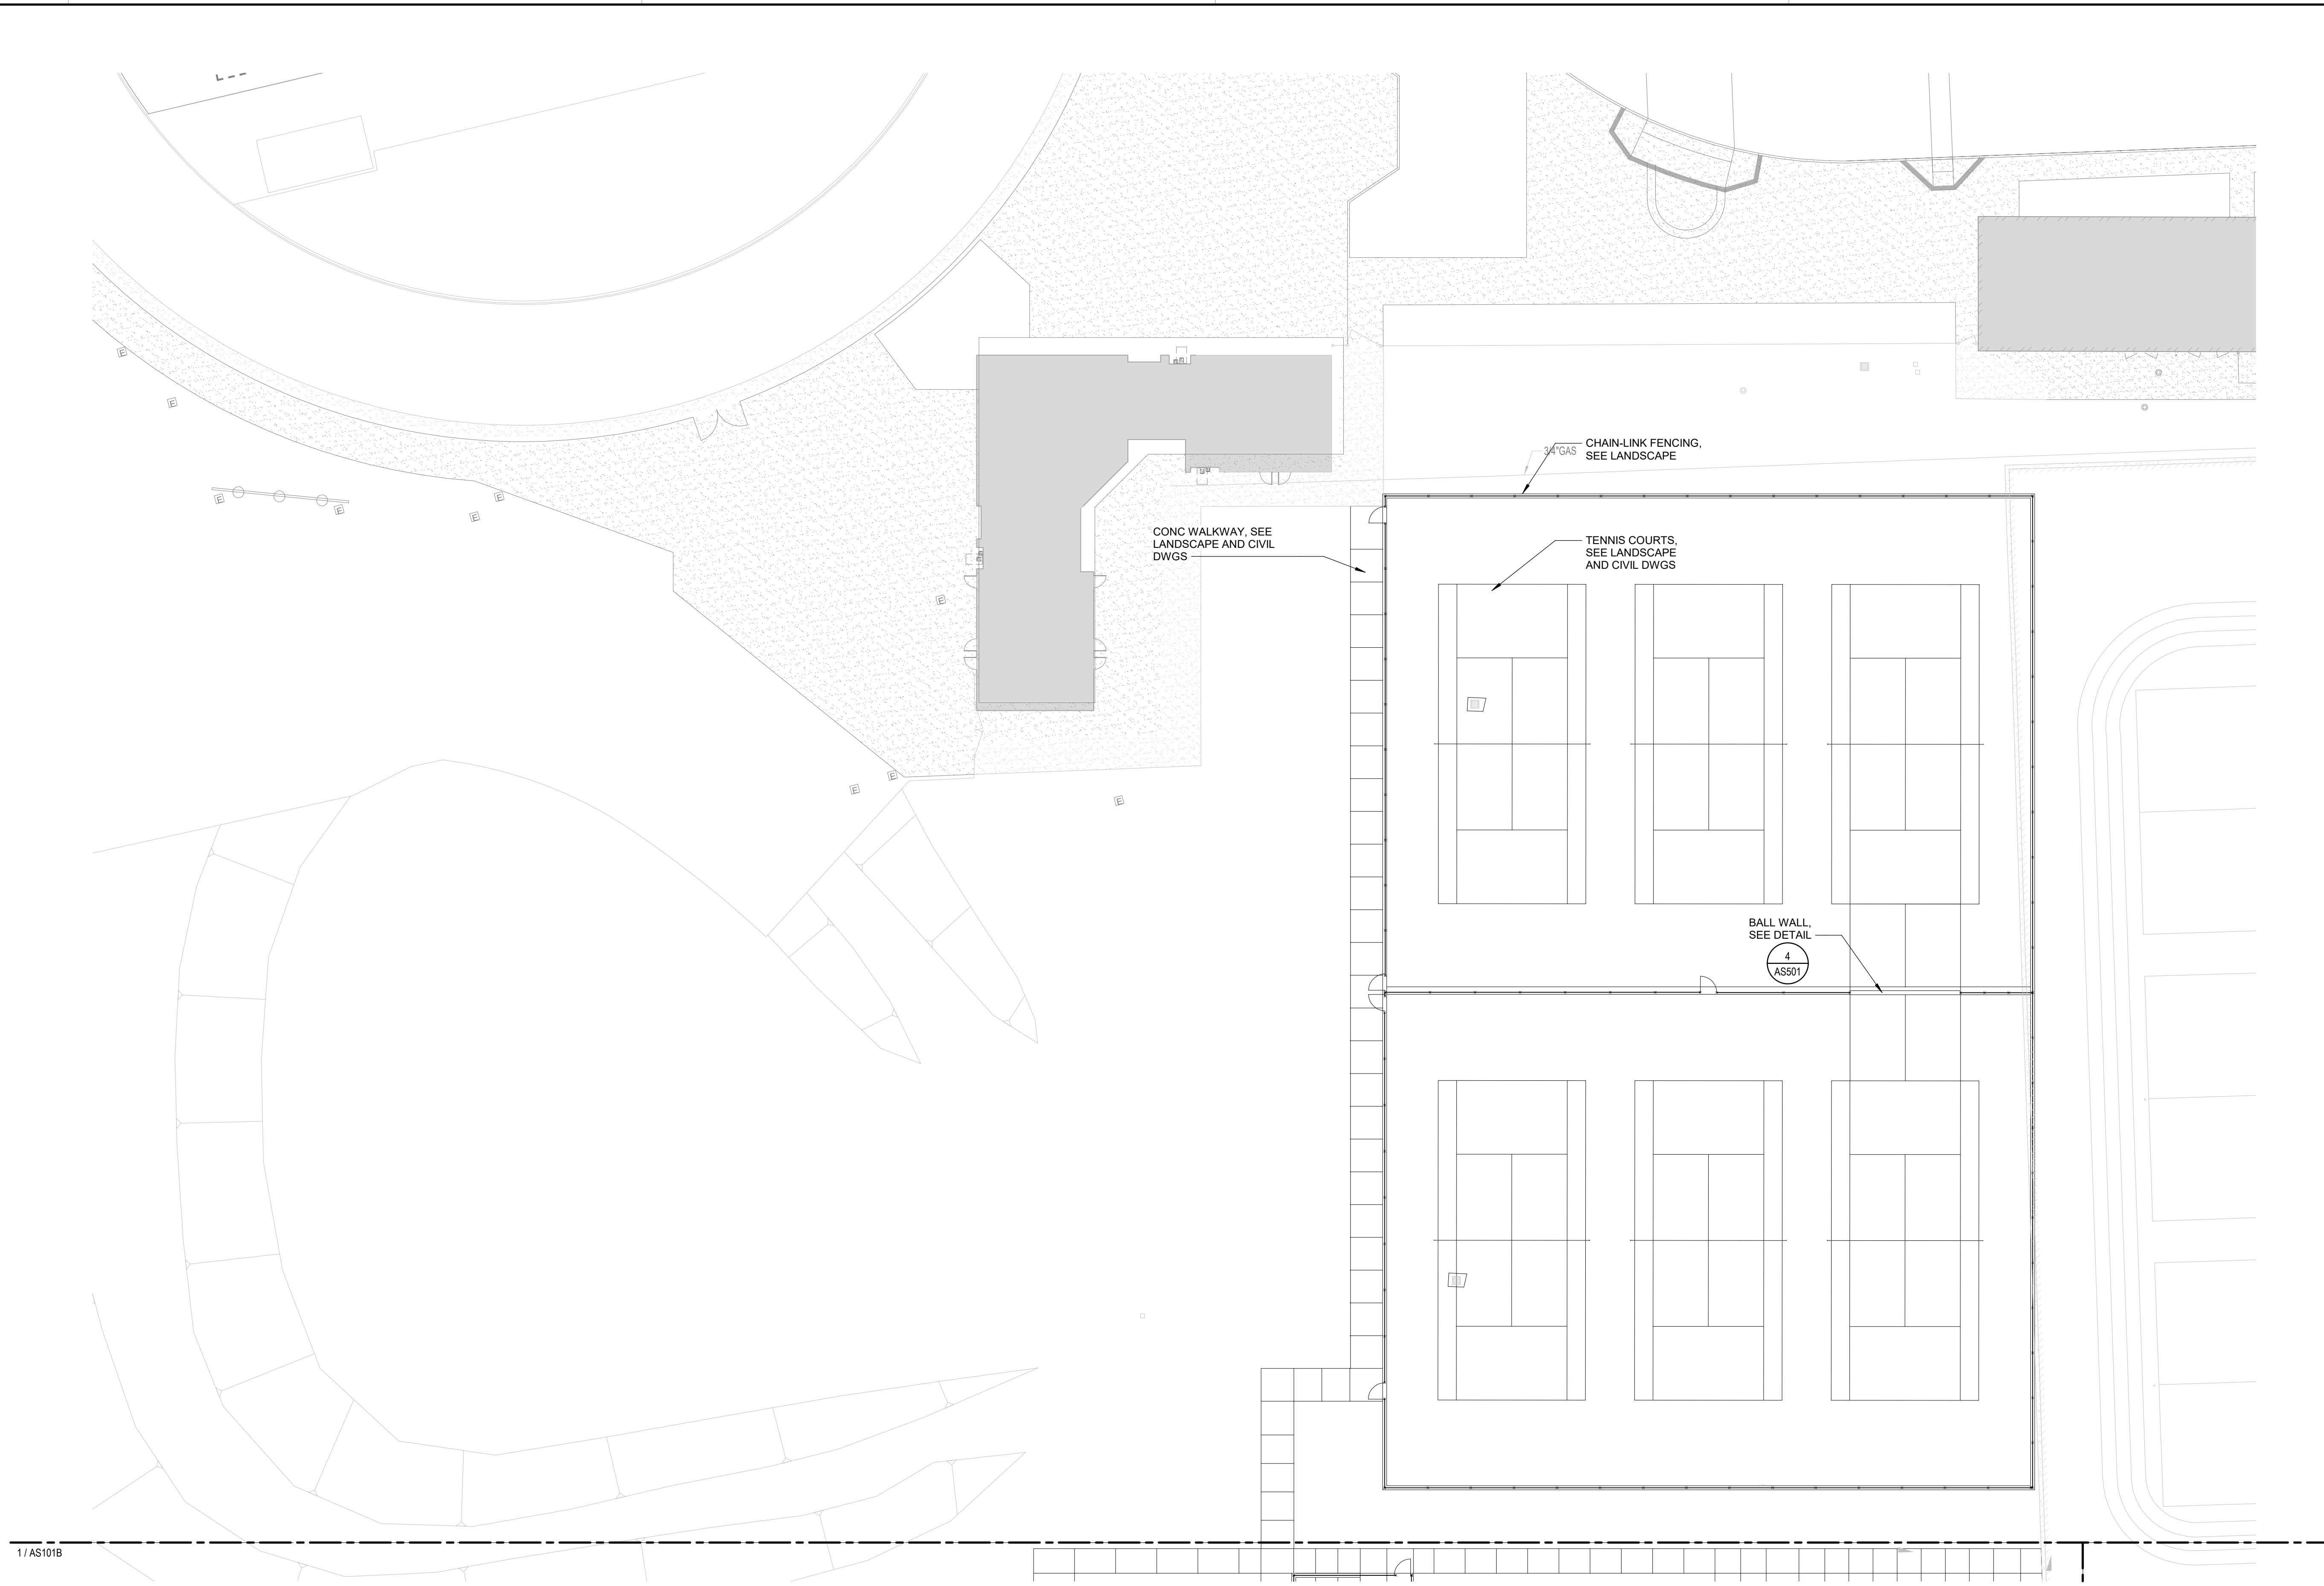 CHAIN-LINK FENCING,
SEE LANDSCAPE
3/4"GAS
CONC WALKWAY, SEE
LANDSCAPE AND CIVIL
DWGS
TENNIS COURTS,
SEE LANDSCAPE
AND CIVIL DWGS
E
E
E
E
E
E
E
E
E
E
BALL WALL,
SEE DETAIL
4
AS501
1 / AS101B